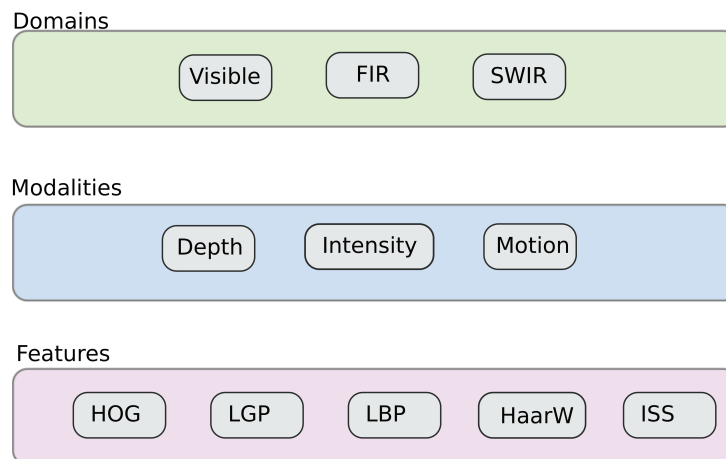 Domains
Visible FIR SWIR
Modalities
Depth Intensity Motion
Features
HOG LGP LBP HaarW ISS